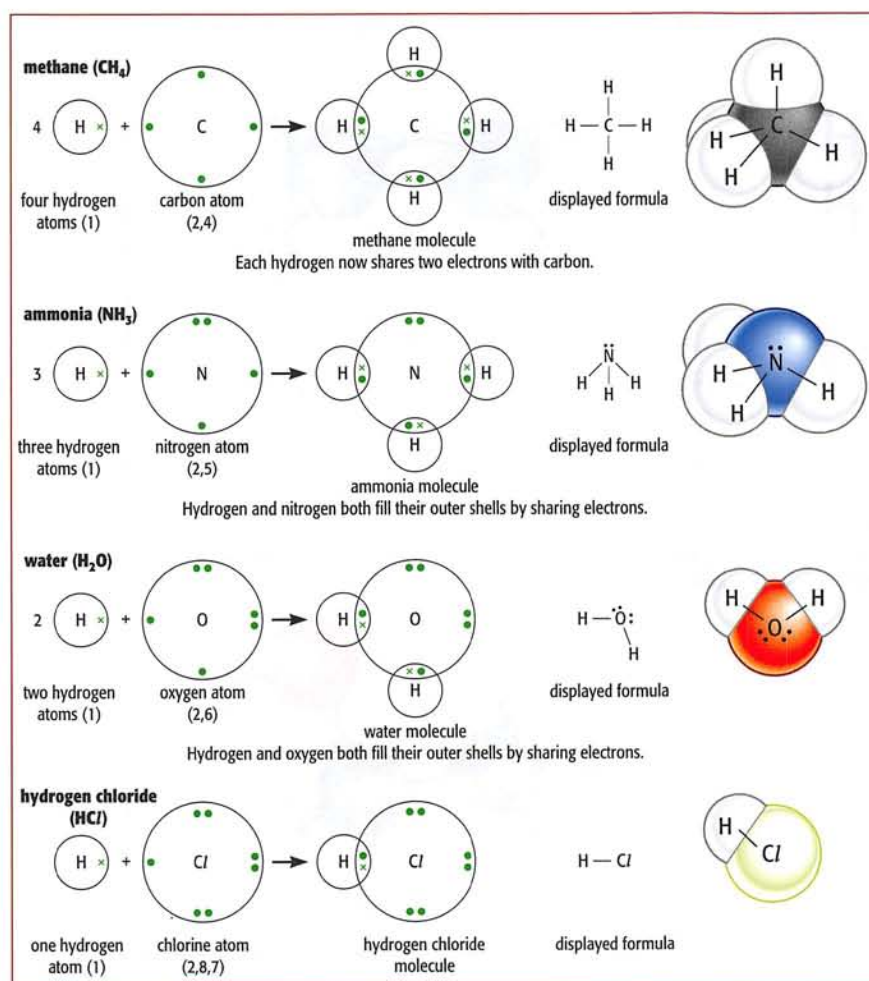 methane (CH₄)
4 H × + C → H ו H •× C ו H ו H
H
H — C — H
H
H
C
H H
H
four hydrogen atoms (1)
carbon atom (2,4)
methane molecule
displayed formula
Each hydrogen now shares two electrons with carbon.
ammonia (NH₃)
3 H × + N → H N H
H
N
H H
H
H N H
H
three hydrogen atoms (1)
nitrogen atom (2,5)
ammonia molecule
displayed formula
Hydrogen and nitrogen both fill their outer shells by sharing electrons.
water (H₂O)
2 H × + O → H O
H
H — O
H
H H
O
two hydrogen atoms (1)
oxygen atom (2,6)
water molecule
displayed formula
Hydrogen and oxygen both fill their outer shells by sharing electrons.
hydrogen chloride
(HCl)
H × + Cl → H Cl
H — Cl
H
Cl
one hydrogen atom (1)
chlorine atom (2,8,7)
hydrogen chloride molecule
displayed formula